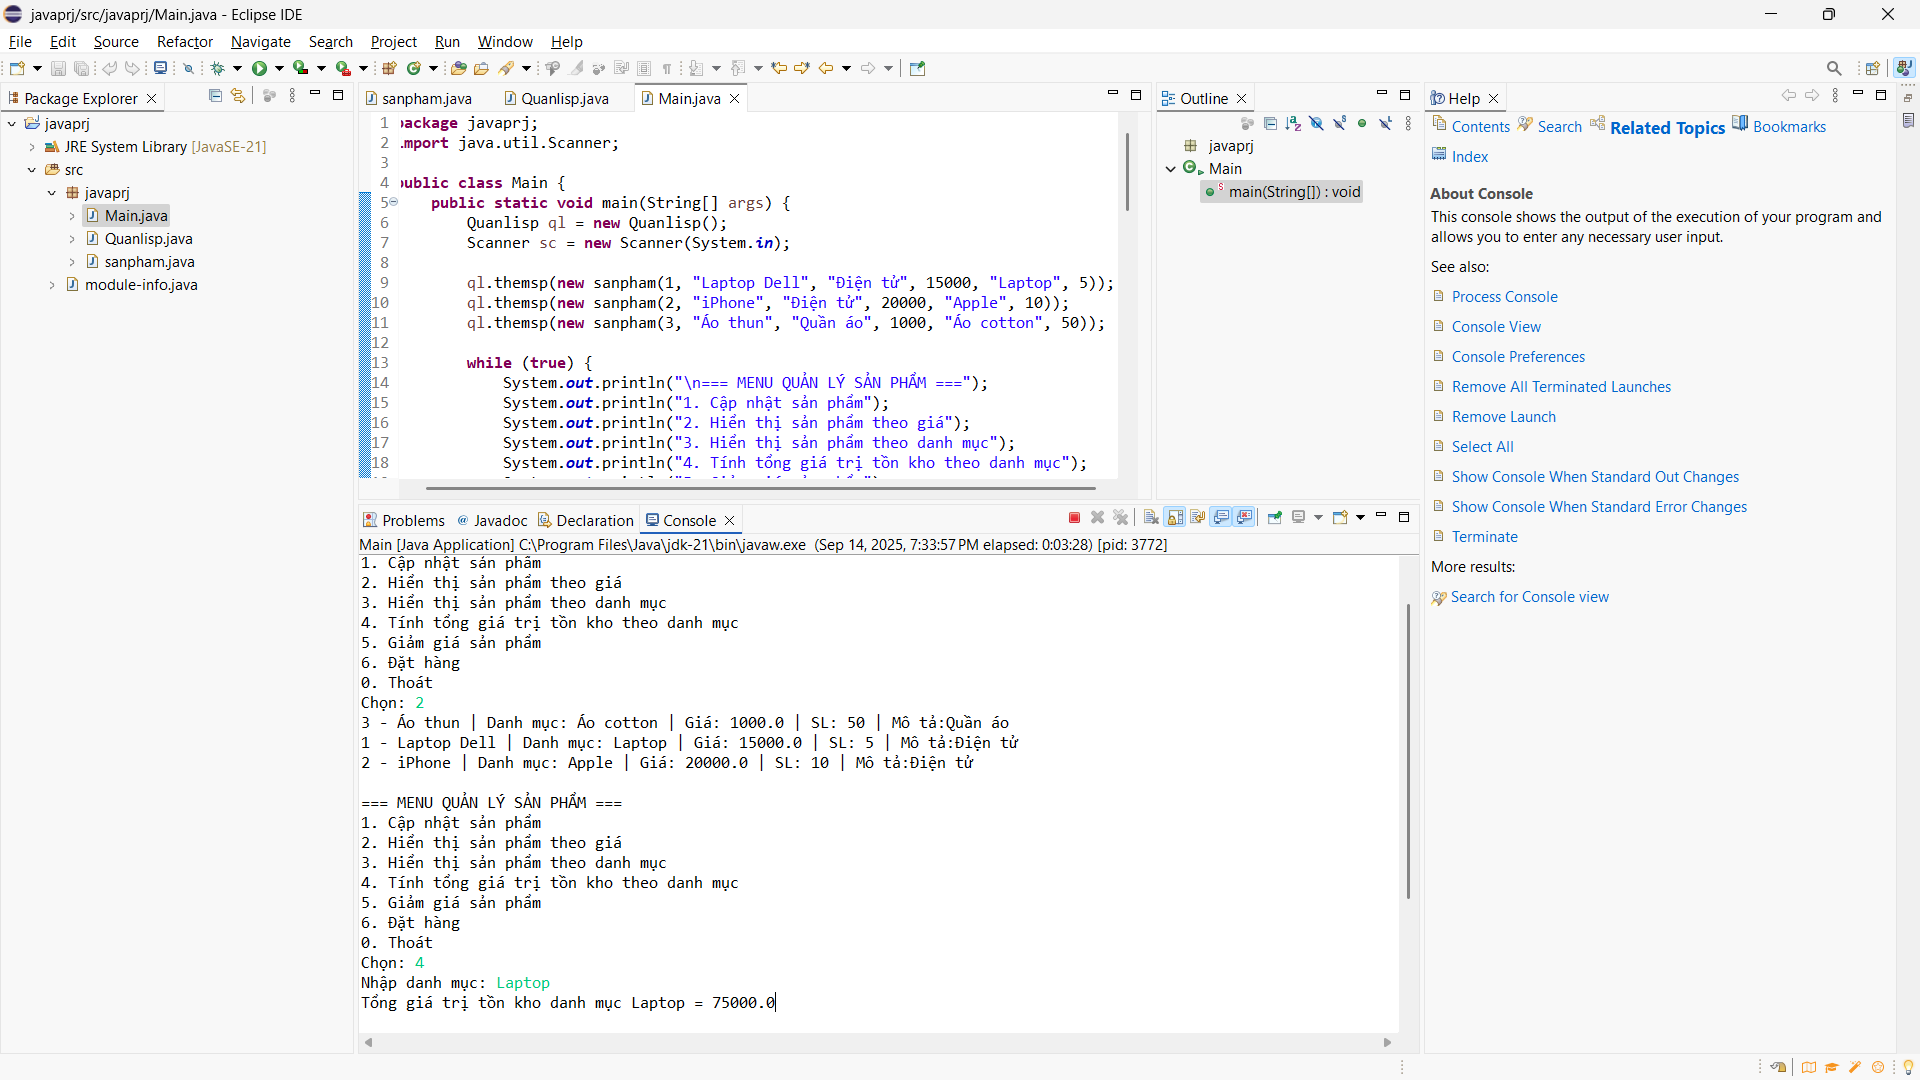 javaprj/src/javaprj/Main.java - Eclipse IDE
File Edit Source Refactor Navigate Search Project Run Window Help
Package Explorer
javaprj
JRE System Library [JavaSE-21]
src
javaprj
Main.java
Quanlisp.java
sanpham.java
module-info.java
sanpham.java Quanlisp.java Main.java
1 package javaprj;
2 import java.util.Scanner;
3
4 public class Main {
5 public static void main(String[] args) {
6 Quanlisp ql = new Quanlisp();
7 Scanner sc = new Scanner(System.in);
8
9 ql.themsp(new sanpham(1, "Laptop Dell", "Điện tử", 15000, "Laptop", 5));
10 ql.themsp(new sanpham(2, "iPhone", "Điện tử", 20000, "Apple", 10));
11 ql.themsp(new sanpham(3, "Áo thun", "Quần áo", 1000, "Áo cotton", 50));
12
13 while (true) {
14 System.out.println("\n=== MENU QUẢN LÝ SẢN PHẨM ===");
15 System.out.println("1. Cập nhật sản phẩm");
16 System.out.println("2. Hiển thị sản phẩm theo giá");
17 System.out.println("3. Hiển thị sản phẩm theo danh mục");
18 System.out.println("4. Tính tổng giá trị tồn kho theo danh mục");
Outline
javaprj
Main
main(String[]) : void
Problems Javadoc Declaration Console
Main [Java Application] C:\Program Files\Java\jdk-21\bin\javaw.exe (Sep 14, 2025, 7:33:57 PM elapsed: 0:03:28) [pid: 3772]
1. Cập nhật sản phẩm
2. Hiển thị sản phẩm theo giá
3. Hiển thị sản phẩm theo danh mục
4. Tính tổng giá trị tồn kho theo danh mục
5. Giảm giá sản phẩm
6. Đặt hàng
0. Thoát
Chọn: 2
3 - Áo thun | Danh mục: Áo cotton | Giá: 1000.0 | SL: 50 | Mô tả:Quần áo
1 - Laptop Dell | Danh mục: Laptop | Giá: 15000.0 | SL: 5 | Mô tả:Điện tử
2 - iPhone | Danh mục: Apple | Giá: 20000.0 | SL: 10 | Mô tả:Điện tử
=== MENU QUẢN LÝ SẢN PHẨM ===
1. Cập nhật sản phẩm
2. Hiển thị sản phẩm theo giá
3. Hiển thị sản phẩm theo danh mục
4. Tính tổng giá trị tồn kho theo danh mục
5. Giảm giá sản phẩm
6. Đặt hàng
0. Thoát
Chọn: 4
Nhập danh mục: Laptop
Tổng giá trị tồn kho danh mục Laptop = 75000.0
Help
Contents Search Related Topics Bookmarks
Index
About Console
This console shows the output of the execution of your program and
allows you to enter any necessary user input.
See also:
Process Console
Console View
Console Preferences
Remove All Terminated Launches
Remove Launch
Select All
Show Console When Standard Out Changes
Show Console When Standard Error Changes
Terminate
More results:
Search for Console view